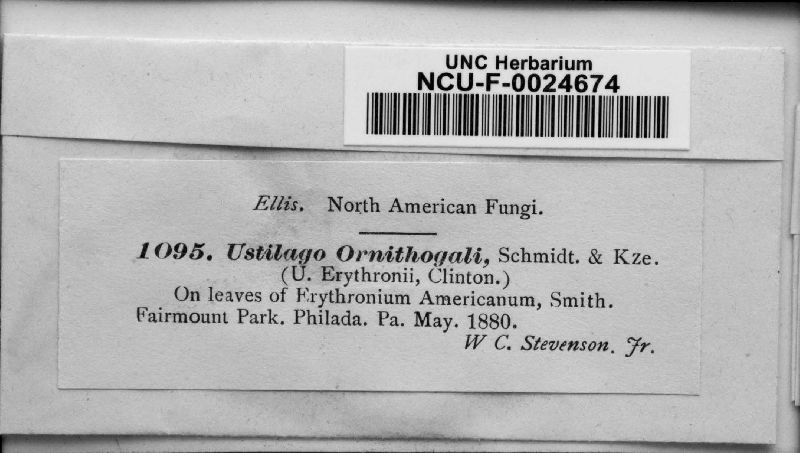 UNC Herbarium
NCU-F-0024674
Ellis. North American Fungi.
1095. Ustilago Ornithogali, Schmidt. & Kze.
(U. Erythronii, Clinton.)
On leaves of Erythronium Americanum, Smith.
Fairmount Park. Philada. Pa. May. 1880.
W C. Stevenson. Jr.